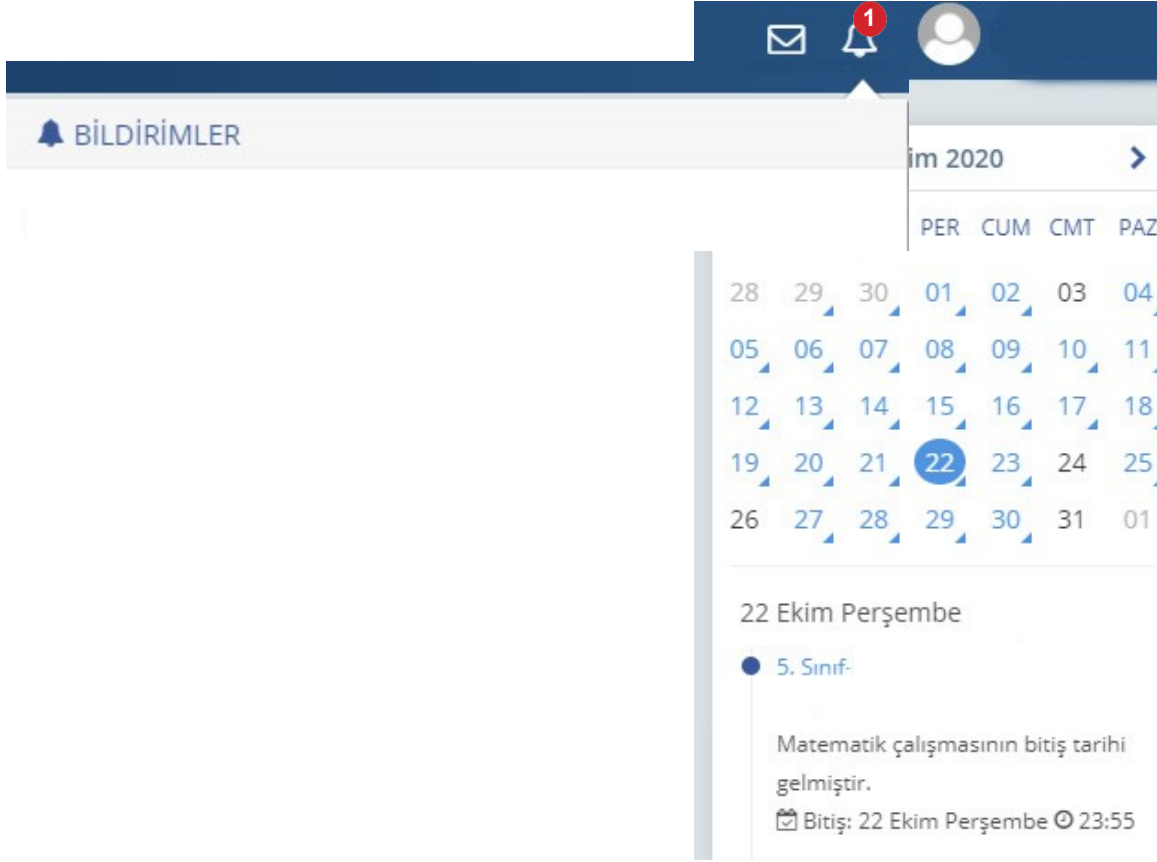 1
BİLDİRİMLER
im 2020
PER CUM CMT PAZ
28 29 30 01 02 03 04
05 06 07 08 09 10 11
12 13 14 15 16 17 18
19 20 21 22 23 24 25
26 27 28 29 30 31 01
22 Ekim Perşembe
5. Sınıf-
Matematik çalışmasının bitiş tarihi
gelmiştir.
Bitiş: 22 Ekim Perşembe 23:55